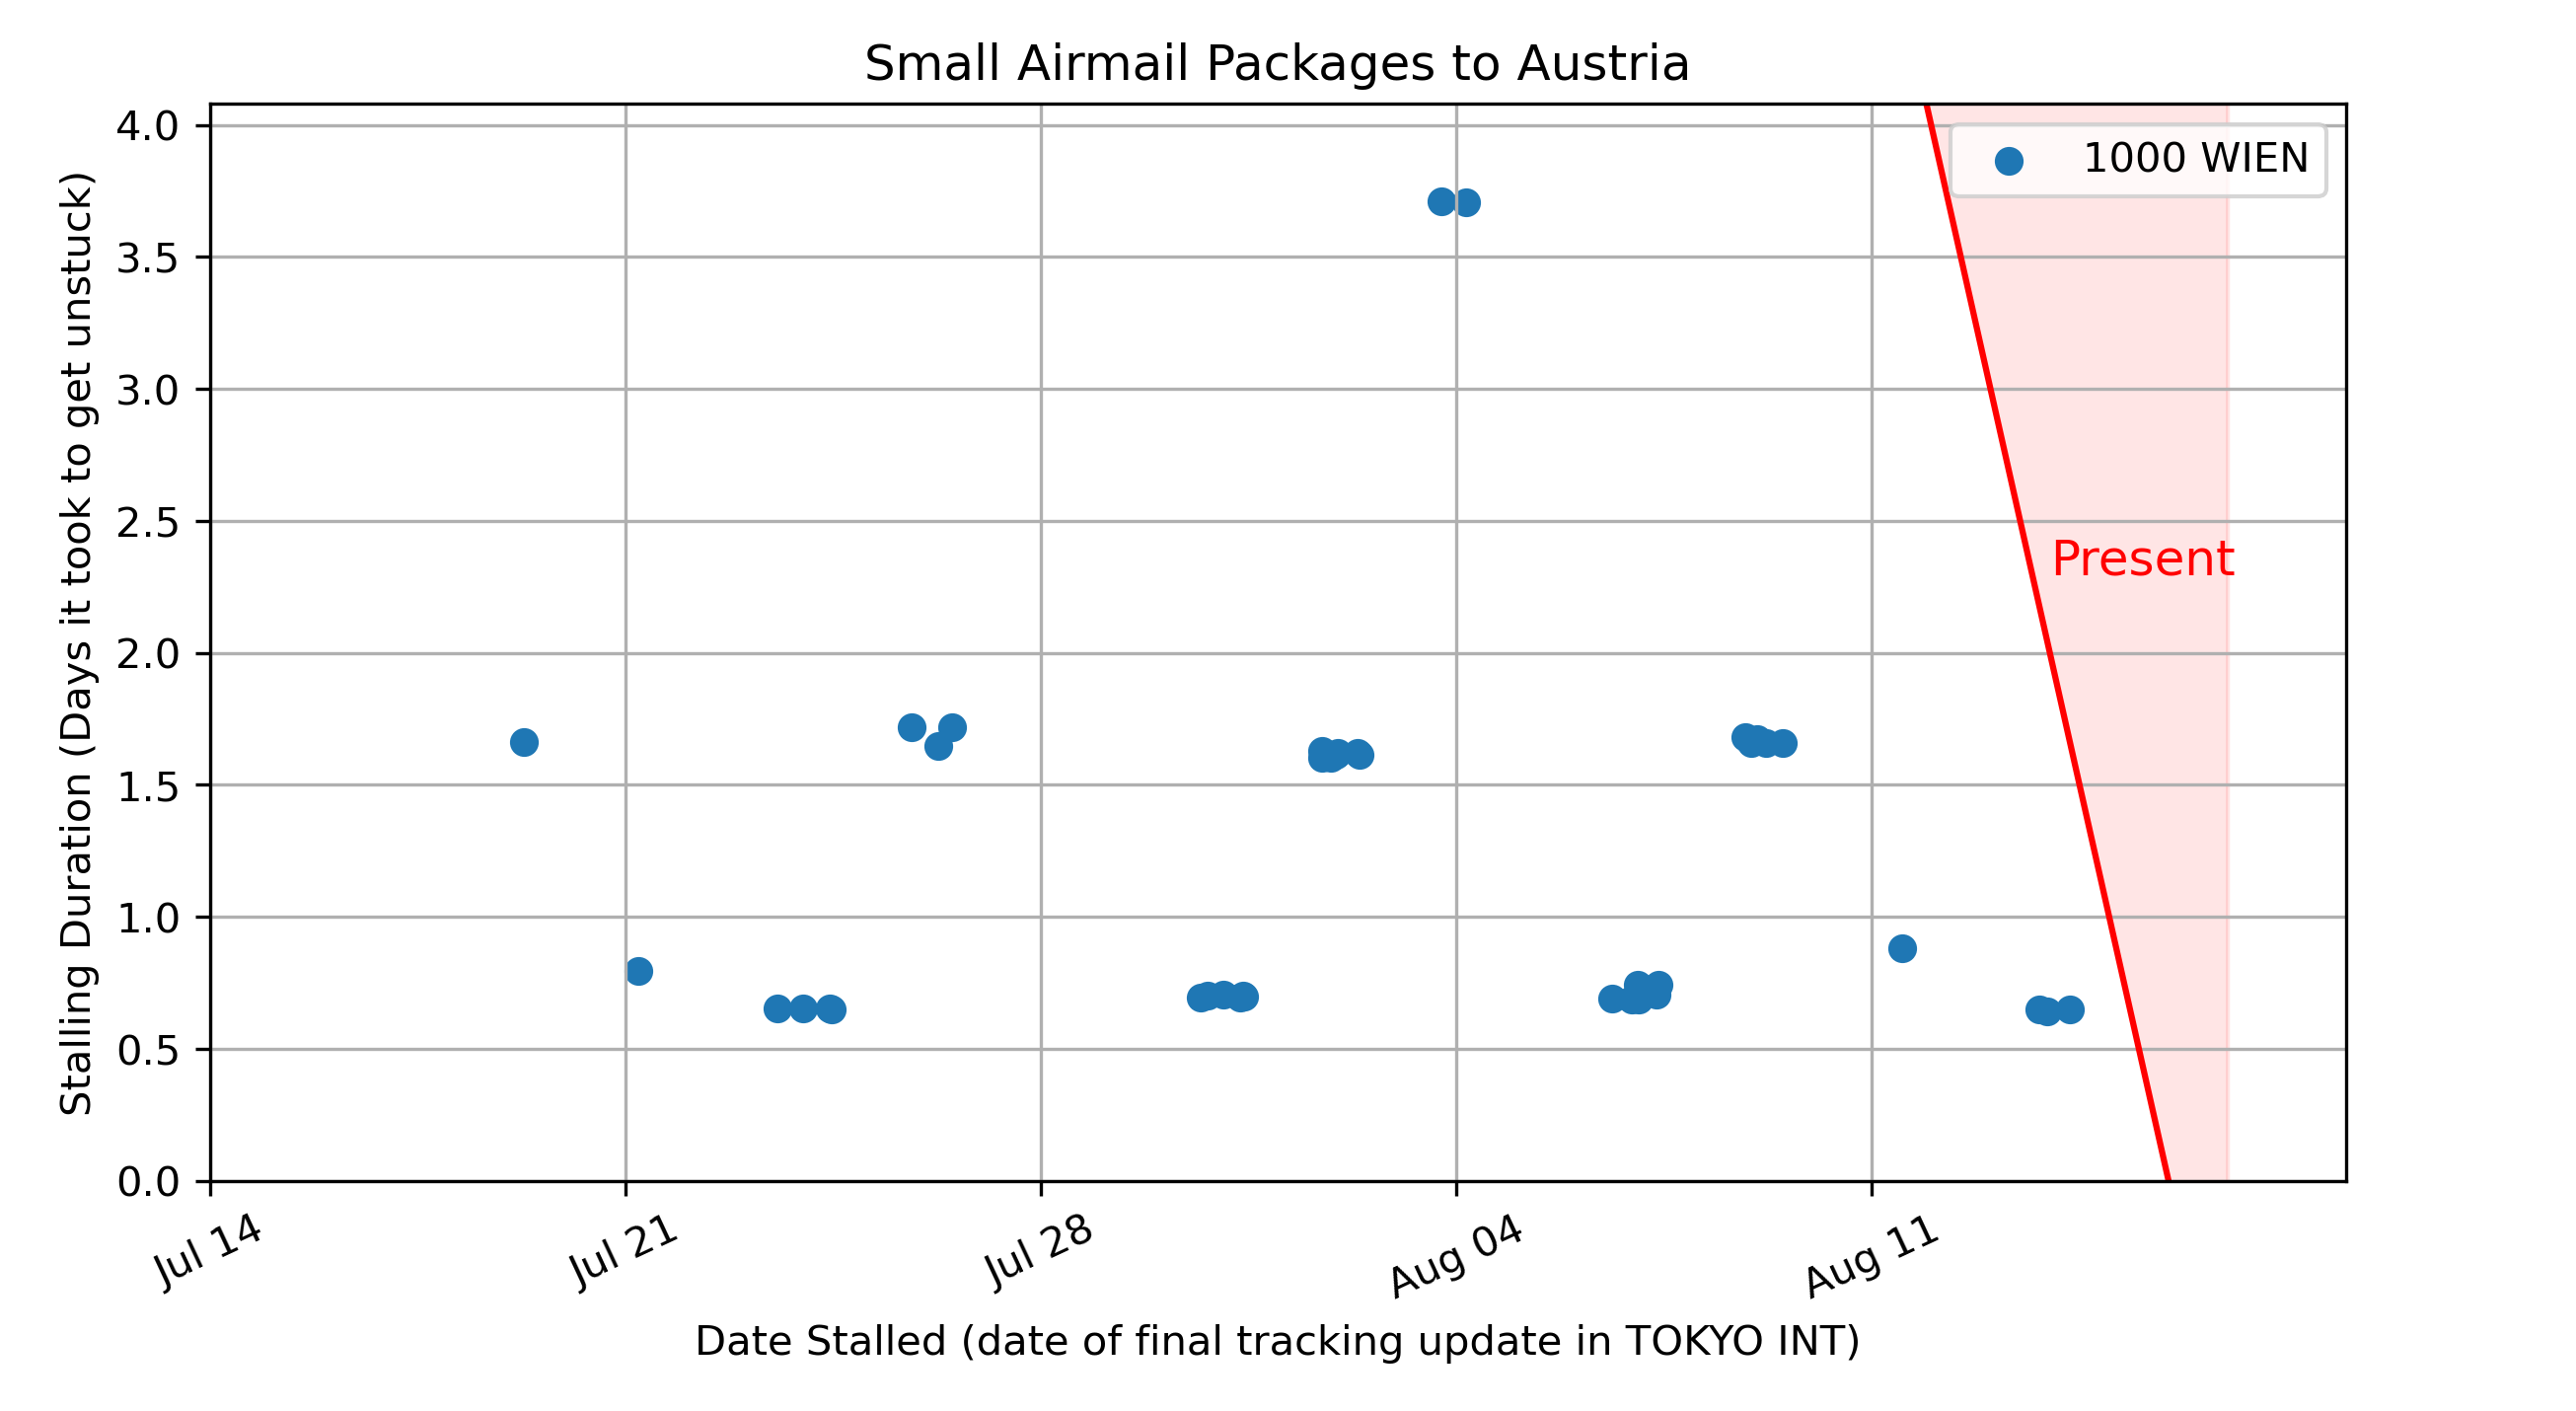 Small Airmail Packages to Austria
Stalling Duration (Days it took to get unstuck)
4.0
3.5
3.0
2.5
2.0
1.5
1.0
0.5
0.0
1000 WIEN
Present
Jul 14
Jul 21
Jul 28
Aug 04
Aug 11
Date Stalled (date of final tracking update in TOKYO INT)